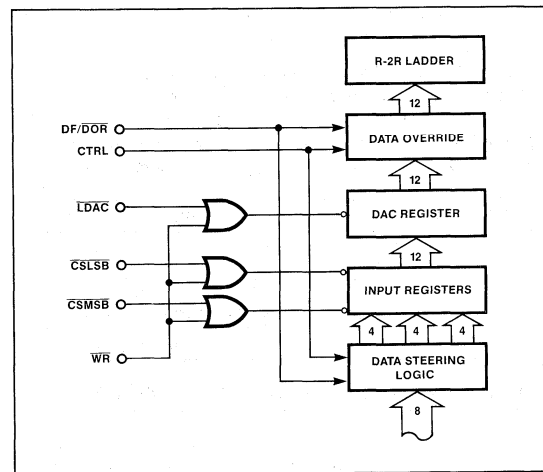 R-2R LADDER
12
DF/DOR
DATA OVERRIDE
CTRL
12
LDAC
DAC REGISTER
12
CSLSB
INPUT REGISTERS
CSMSB
4 4 4
WR
DATA STEERING
LOGIC
8